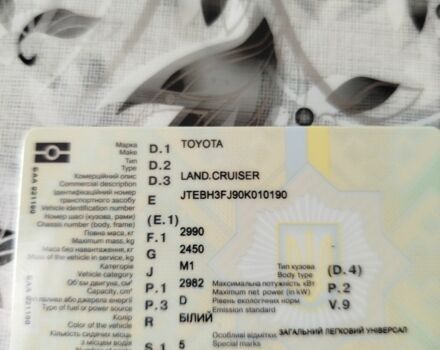 Марка
Make D.1 TOYOTA
Тип
Type D.2
Комерційний опис
Commercial description D.3 LAND.CRUISER
Ідентифікаційний номер
транспортного засобу E JTEBH3FJ90K010190
Vehicle identification number
Номер шасі (кузова, рами) (E.1)
Chassis number (body, frame)
Повна маса, кг F.1 2990
Maximum mass, kg
Маса без навантаження, кг G 2450 -
Mass of the vehicle in service, kg
Категорія J M1 Тип кузова (D.4)
Vehicle category Body type
Об'єм двигуна, см³ P.1 2982 Максимальна потужність, кВт P.2
Capacity, cm³ Maximum net power (in kW)
або джерела енергії P.3 D Рівень екологічних норм V.9
Type of fuel or power source Emission standard
Колір R БІЛИЙ
Color of the vehicle
Кількість сидячих місць Особливі відмітки ЗАГАЛЬНИЙ ЛЕГКОВИЙ УНІВЕРСАЛ
з місцем водія S.1 5 Special marks